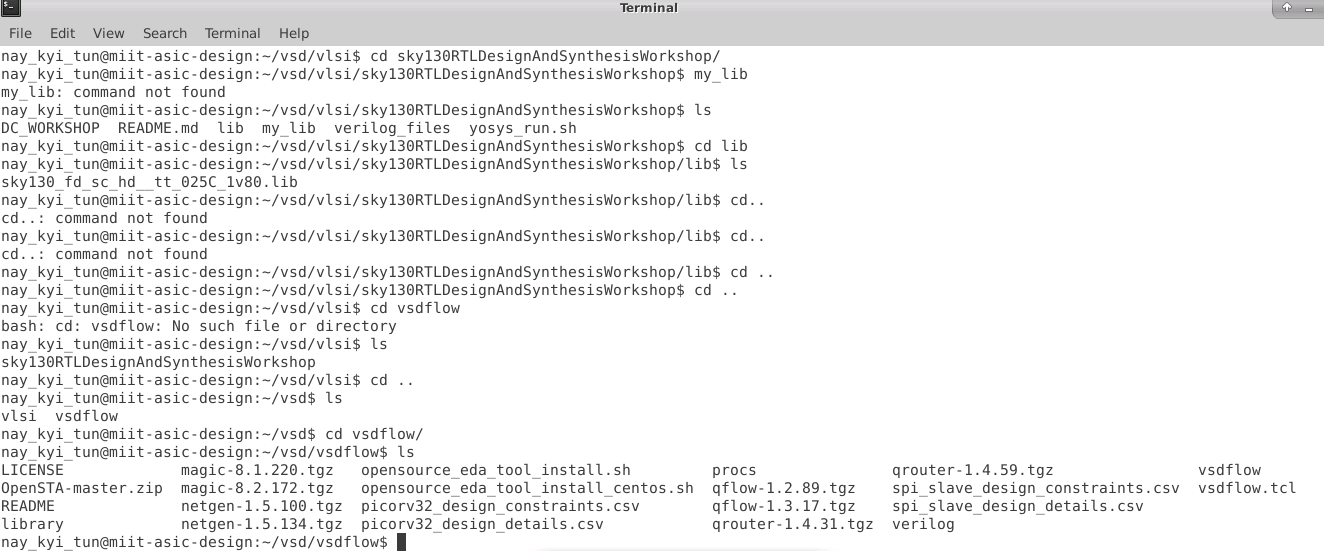 Terminal
File Edit View Search Terminal Help
nay_kyi_tun@miit-asic-design:~/vsd/vlsi$ cd sky130RTLDesignAndSynthesisWorkshop/
nay_kyi_tun@miit-asic-design:~/vsd/vlsi/sky130RTLDesignAndSynthesisWorkshop$ my_lib
my_lib: command not found
nay_kyi_tun@miit-asic-design:~/vsd/vlsi/sky130RTLDesignAndSynthesisWorkshop$ ls
DC_WORKSHOP  README.md  lib  my_lib  verilog_files  yosys_run.sh
nay_kyi_tun@miit-asic-design:~/vsd/vlsi/sky130RTLDesignAndSynthesisWorkshop$ cd lib
nay_kyi_tun@miit-asic-design:~/vsd/vlsi/sky130RTLDesignAndSynthesisWorkshop/lib$ ls
sky130_fd_sc_hd__tt_025C_1v80.lib
nay_kyi_tun@miit-asic-design:~/vsd/vlsi/sky130RTLDesignAndSynthesisWorkshop/lib$ cd..
cd..: command not found
nay_kyi_tun@miit-asic-design:~/vsd/vlsi/sky130RTLDesignAndSynthesisWorkshop/lib$ cd..
cd..: command not found
nay_kyi_tun@miit-asic-design:~/vsd/vlsi/sky130RTLDesignAndSynthesisWorkshop/lib$ cd ..
nay_kyi_tun@miit-asic-design:~/vsd/vlsi/sky130RTLDesignAndSynthesisWorkshop$ cd ..
nay_kyi_tun@miit-asic-design:~/vsd/vlsi$ cd vsdflow
bash: cd: vsdflow: No such file or directory
nay_kyi_tun@miit-asic-design:~/vsd/vlsi$ ls
sky130RTLDesignAndSynthesisWorkshop
nay_kyi_tun@miit-asic-design:~/vsd/vlsi$ cd ..
nay_kyi_tun@miit-asic-design:~/vsd$ ls
vlsi  vsdflow
nay_kyi_tun@miit-asic-design:~/vsd$ cd vsdflow/
nay_kyi_tun@miit-asic-design:~/vsd/vsdflow$ ls
LICENSE             magic-8.1.220.tgz   opensource_eda_tool_install.sh         procs               qrouter-1.4.59.tgz                vsdflow
OpenSTA-master.zip  magic-8.2.172.tgz   opensource_eda_tool_install_centos.sh  qflow-1.2.89.tgz    spi_slave_design_constraints.csv  vsdflow.tcl
README              netgen-1.5.100.tgz  picorv32_design_constraints.csv        qflow-1.3.17.tgz    spi_slave_design_details.csv
library             netgen-1.5.134.tgz  picorv32_design_details.csv            qrouter-1.4.31.tgz  verilog
nay_kyi_tun@miit-asic-design:~/vsd/vsdflow$